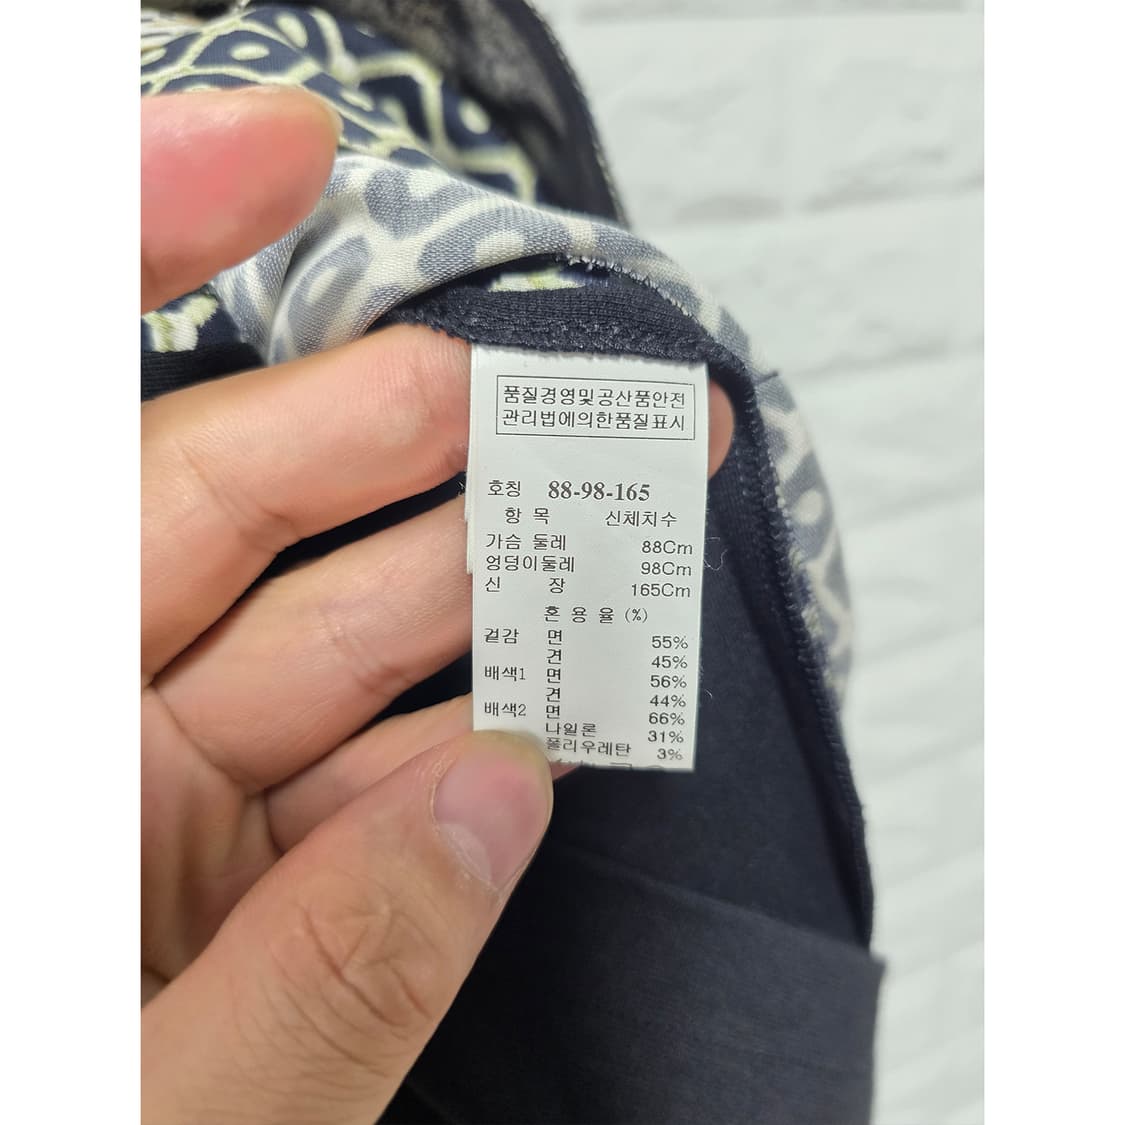 품질경영및공산품안전
관리법에의한품질표시
호칭 88-98-165
항 목 신체치수
가슴 둘레 88Cm
엉덩이둘레 98Cm
신 장 165Cm
혼 용 율 (%)
겉감 면 55%
견 45%
배색1 면 56%
견 44%
배색2 면 66%
나일론 31%
폴리우레탄 3%